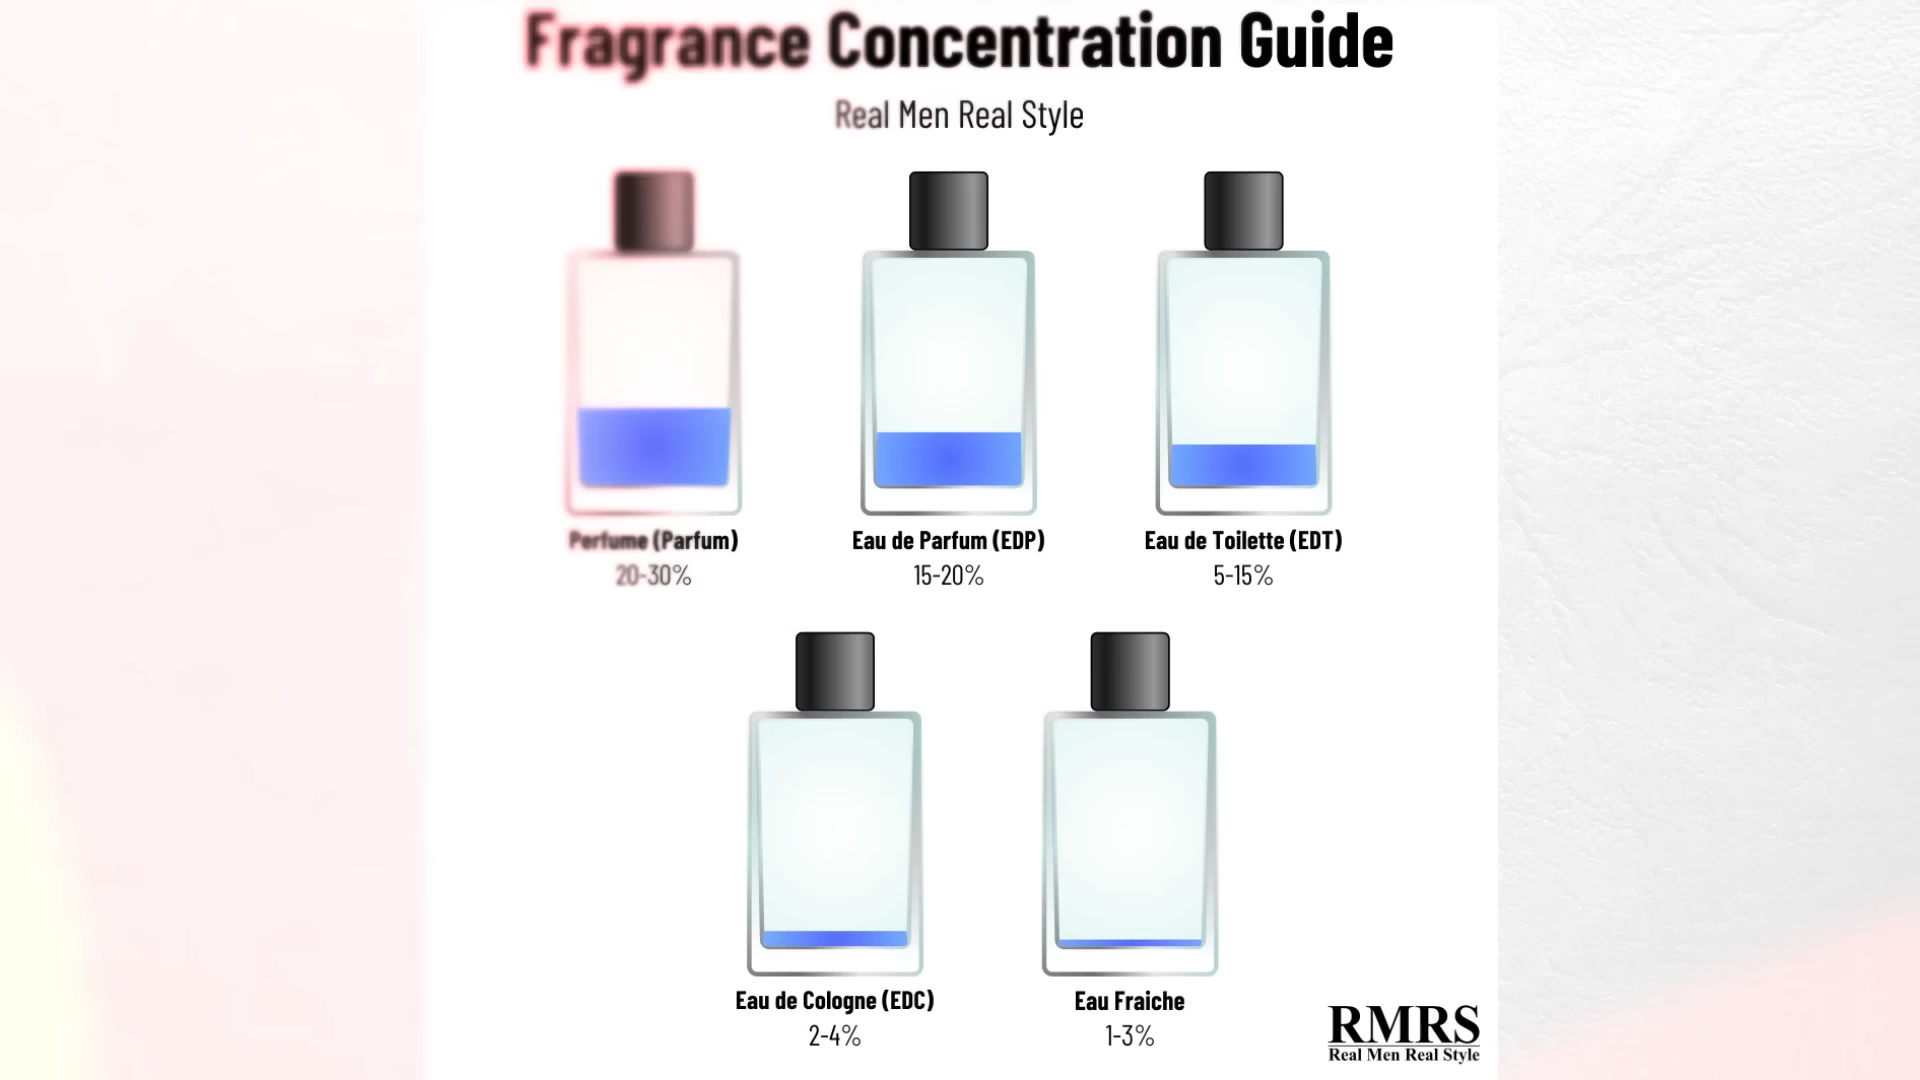 Fragrance Concentration Guide
Real Men Real Style
Perfume (Parfum)
20-30%
Eau de Parfum (EDP)
15-20%
Eau de Toilette (EDT)
5-15%
Eau de Cologne (EDC)
2-4%
Eau Fraiche
1-3%
RMRS
Real Men Real Style